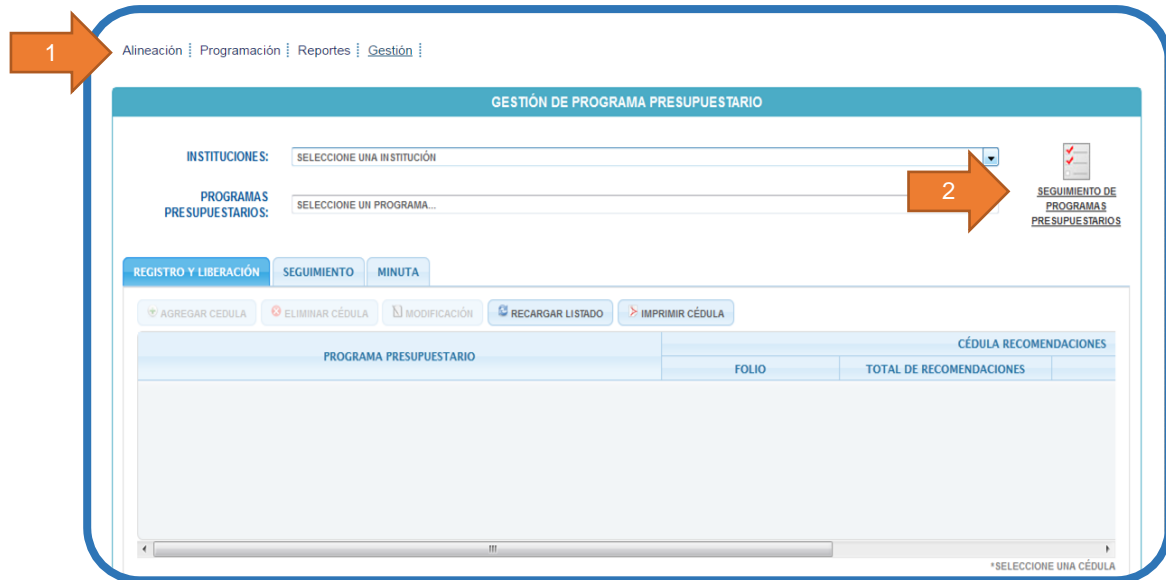 1
Alineación Programación Reportes Gestión
GESTIÓN DE PROGRAMA PRESUPUESTARIO
INSTITUCIONES:
SELECCIONE UNA INSTITUCIÓN
PROGRAMAS
PRESUPUESTARIOS:
SELECCIONE UN PROGRAMA...
2
SEGUIMIENTO DE
PROGRAMAS
PRESUPUESTARIOS
REGISTRO Y LIBERACIÓN SEGUIMIENTO MINUTA
AGREGAR CEDULA ELIMINAR CÉDULA MODIFICACIÓN RECARGAR LISTADO IMPRIMIR CÉDULA
PROGRAMA PRESUPUESTARIO
CÉDULA RECOMENDACIONES
FOLIO TOTAL DE RECOMENDACIONES
*SELECCIONE UNA CÉDULA